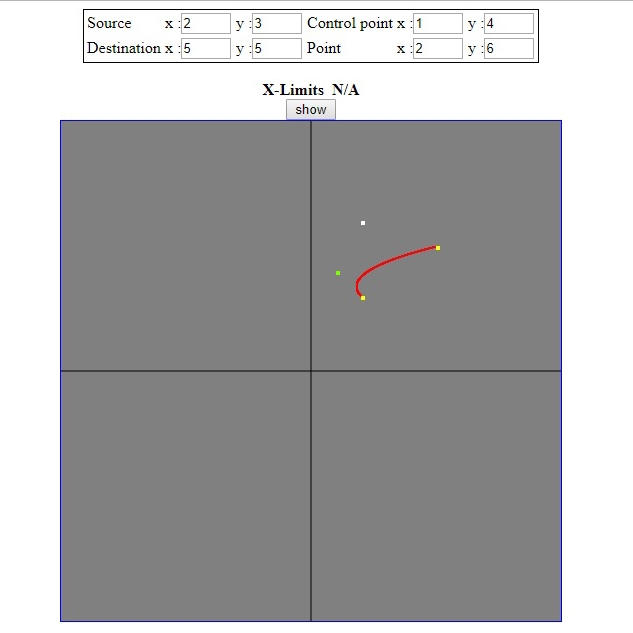 Source x : 2 y : 3 Control point x : 1 y : 4
Destination x : 5 y : 5 Point x : 2 y : 6
X-Limits N/A
show